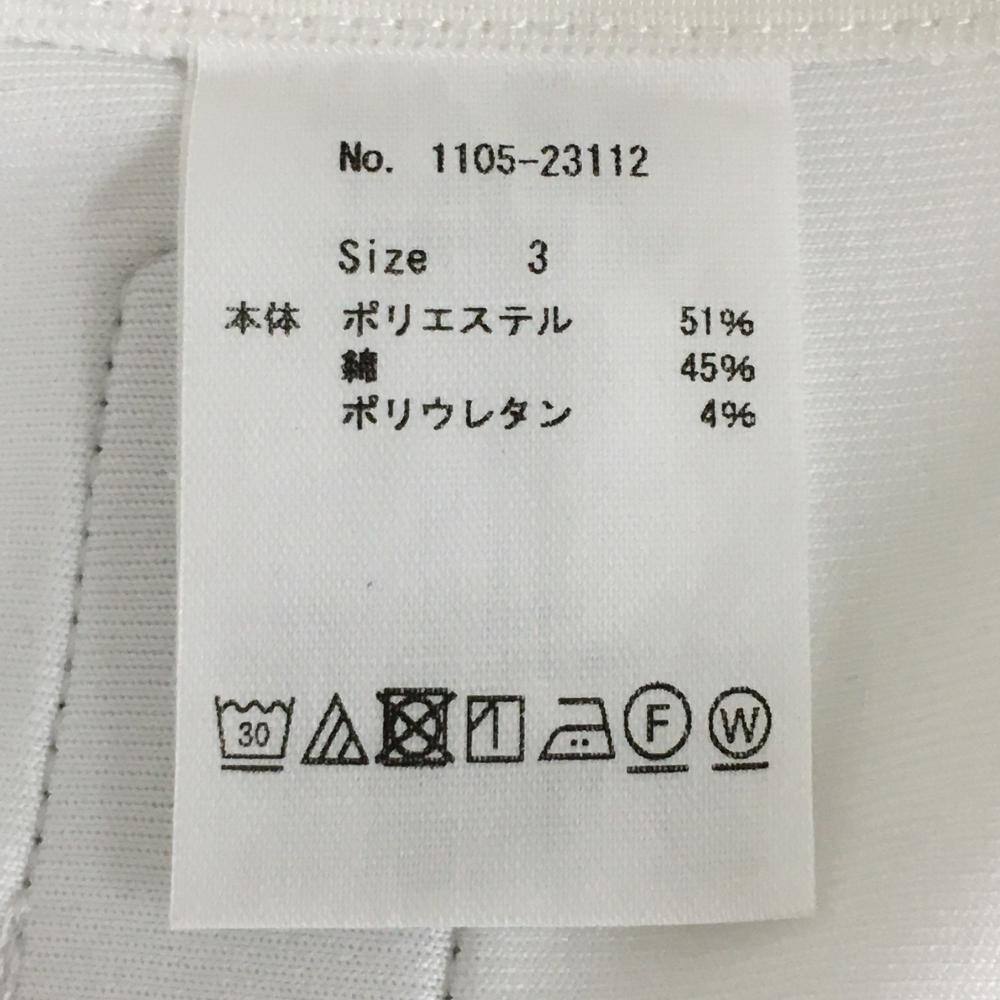 No. 1105-23112
Size 3
本体 ポリエステル 51%
綿 45%
ポリウレタン 4%
30 F W